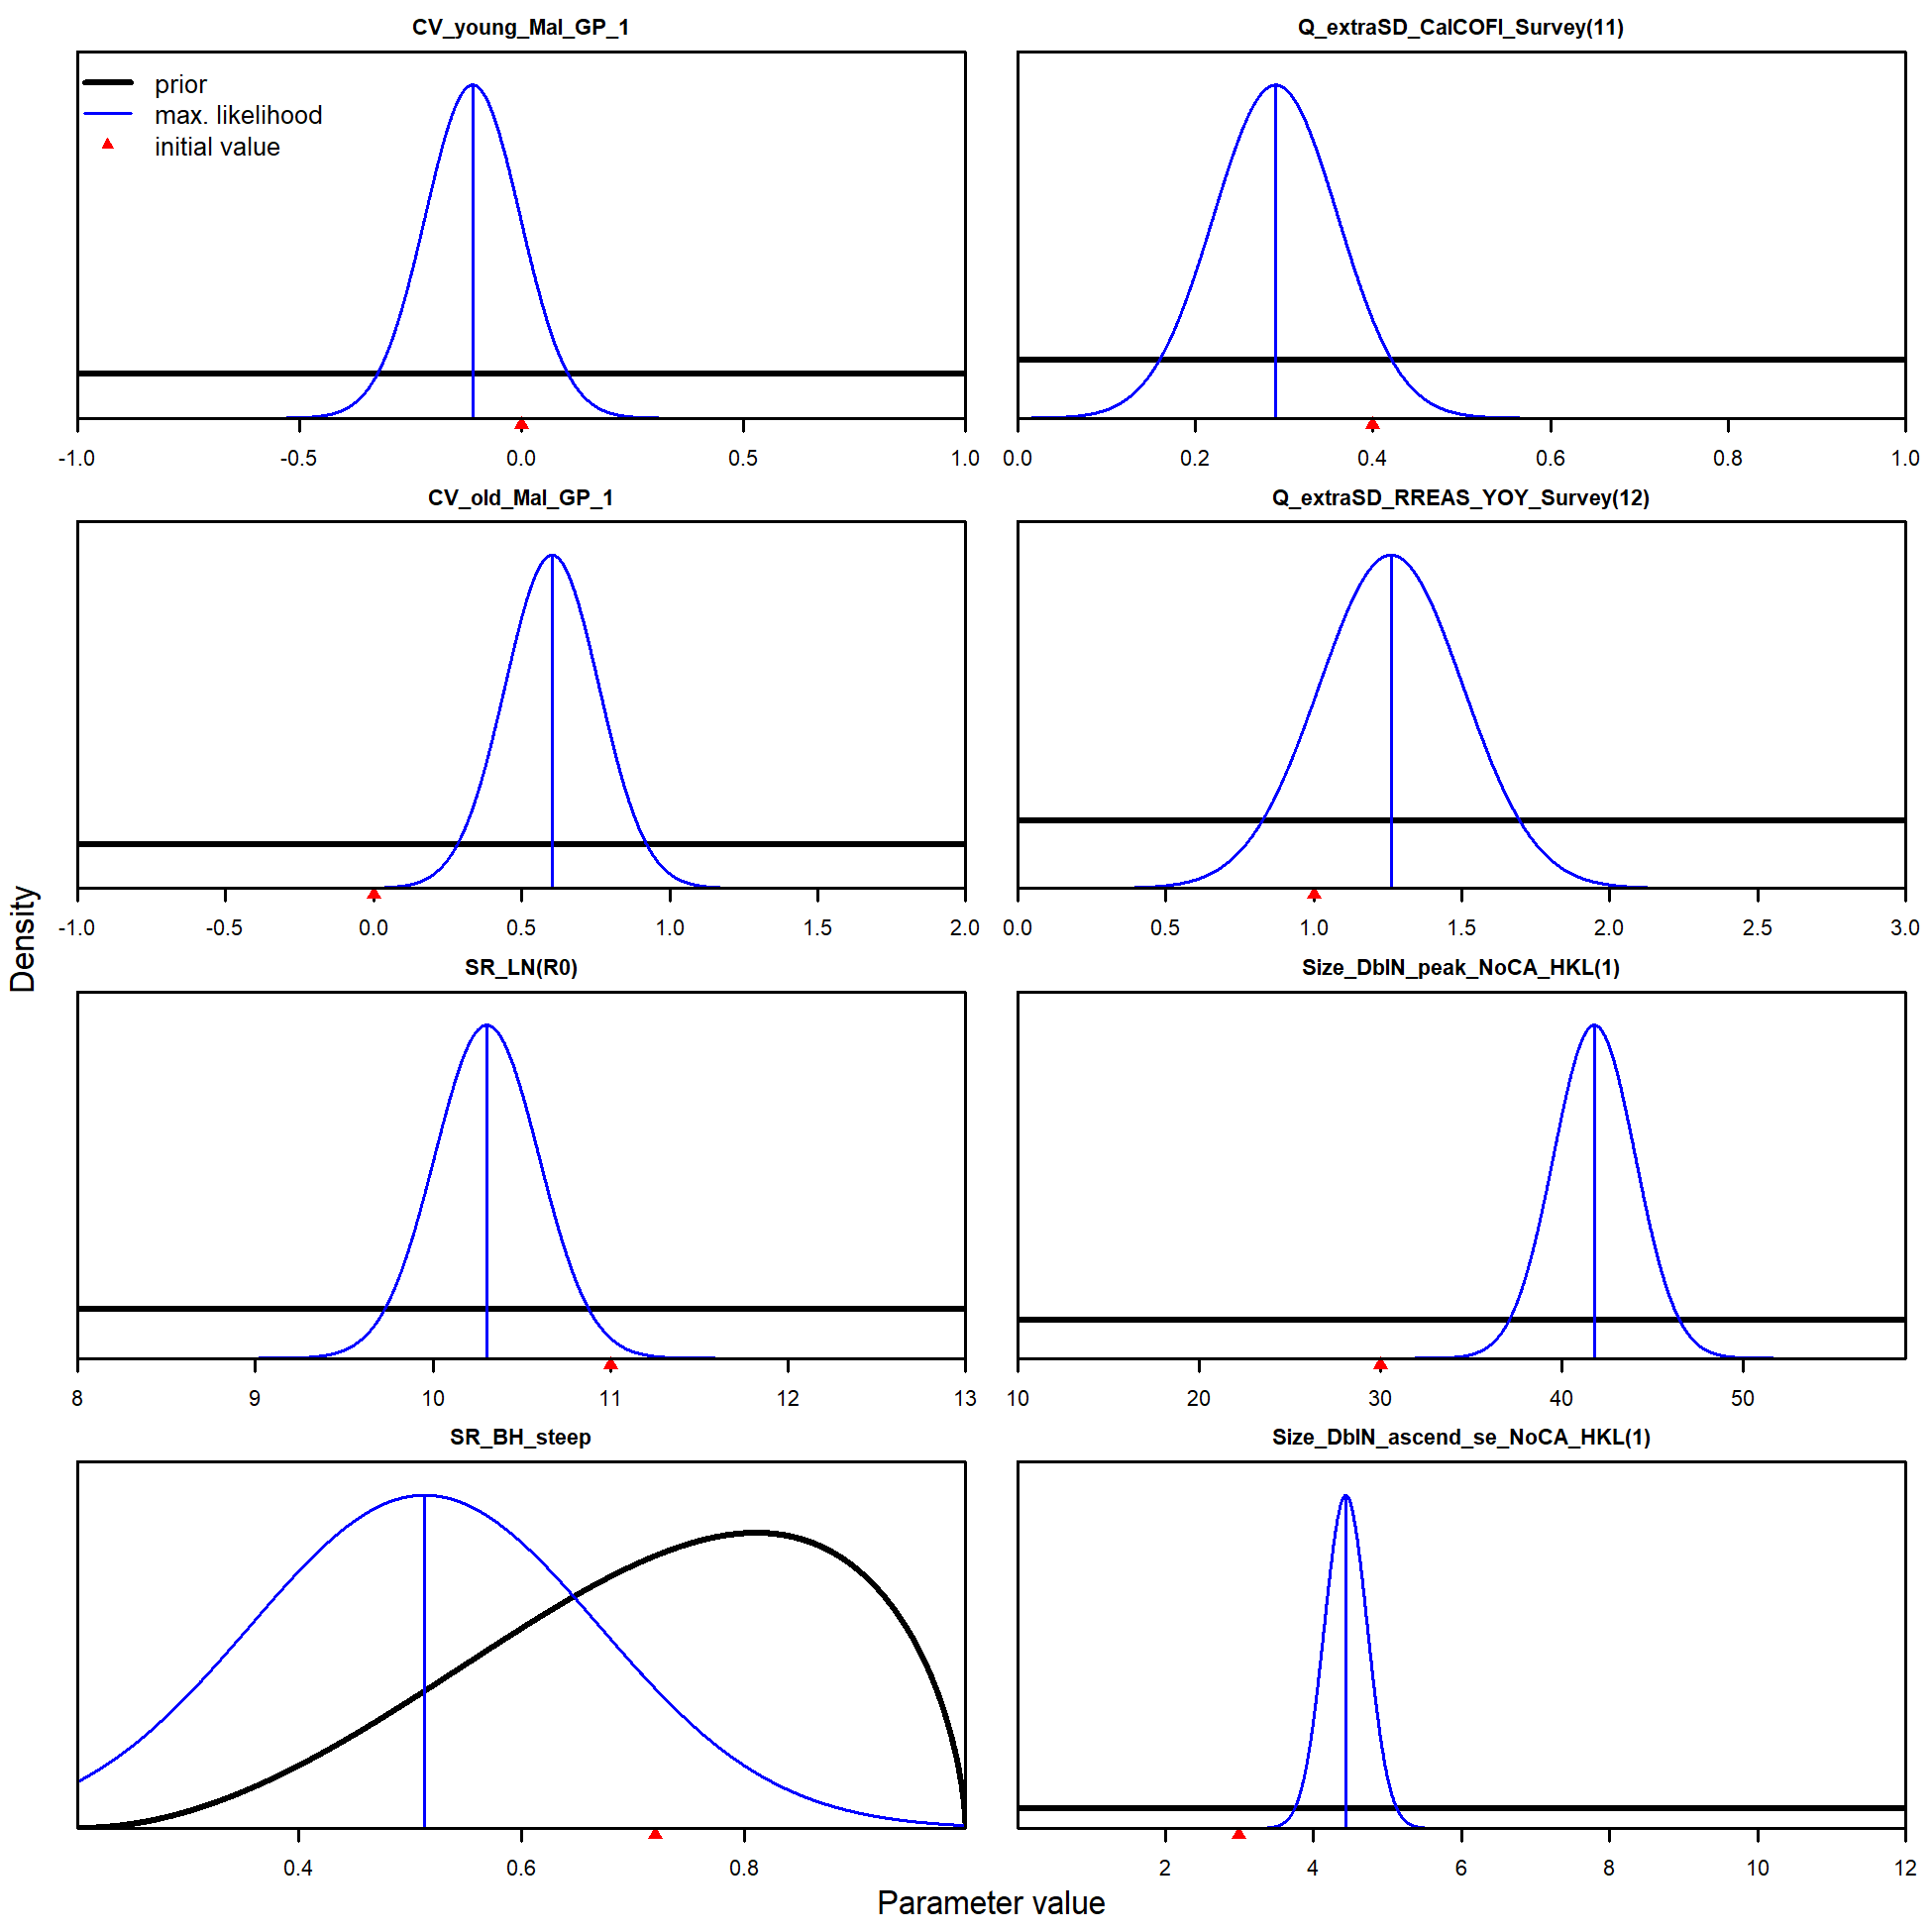 CV_young_Mal_GP_1
prior
max. likelihood
initial value
-1.0 -0.5 0.0 0.5 1.0
Q_extraSD_CalCOFI_Survey(11)
0.0 0.2 0.4 0.6 0.8 1.0
CV_old_Mal_GP_1
-1.0 -0.5 0.0 0.5 1.0 1.5 2.0
Q_extraSD_RREAS_YOY_Survey(12)
0.0 0.5 1.0 1.5 2.0 2.5 3.0
SR_LN(R0)
8 9 10 11 12 13
Size_DblN_peak_NoCA_HKL(1)
10 20 30 40 50
SR_BH_steep
0.4 0.6 0.8
Size_DblN_ascend_se_NoCA_HKL(1)
2 4 6 8 10 12
Density
Parameter value